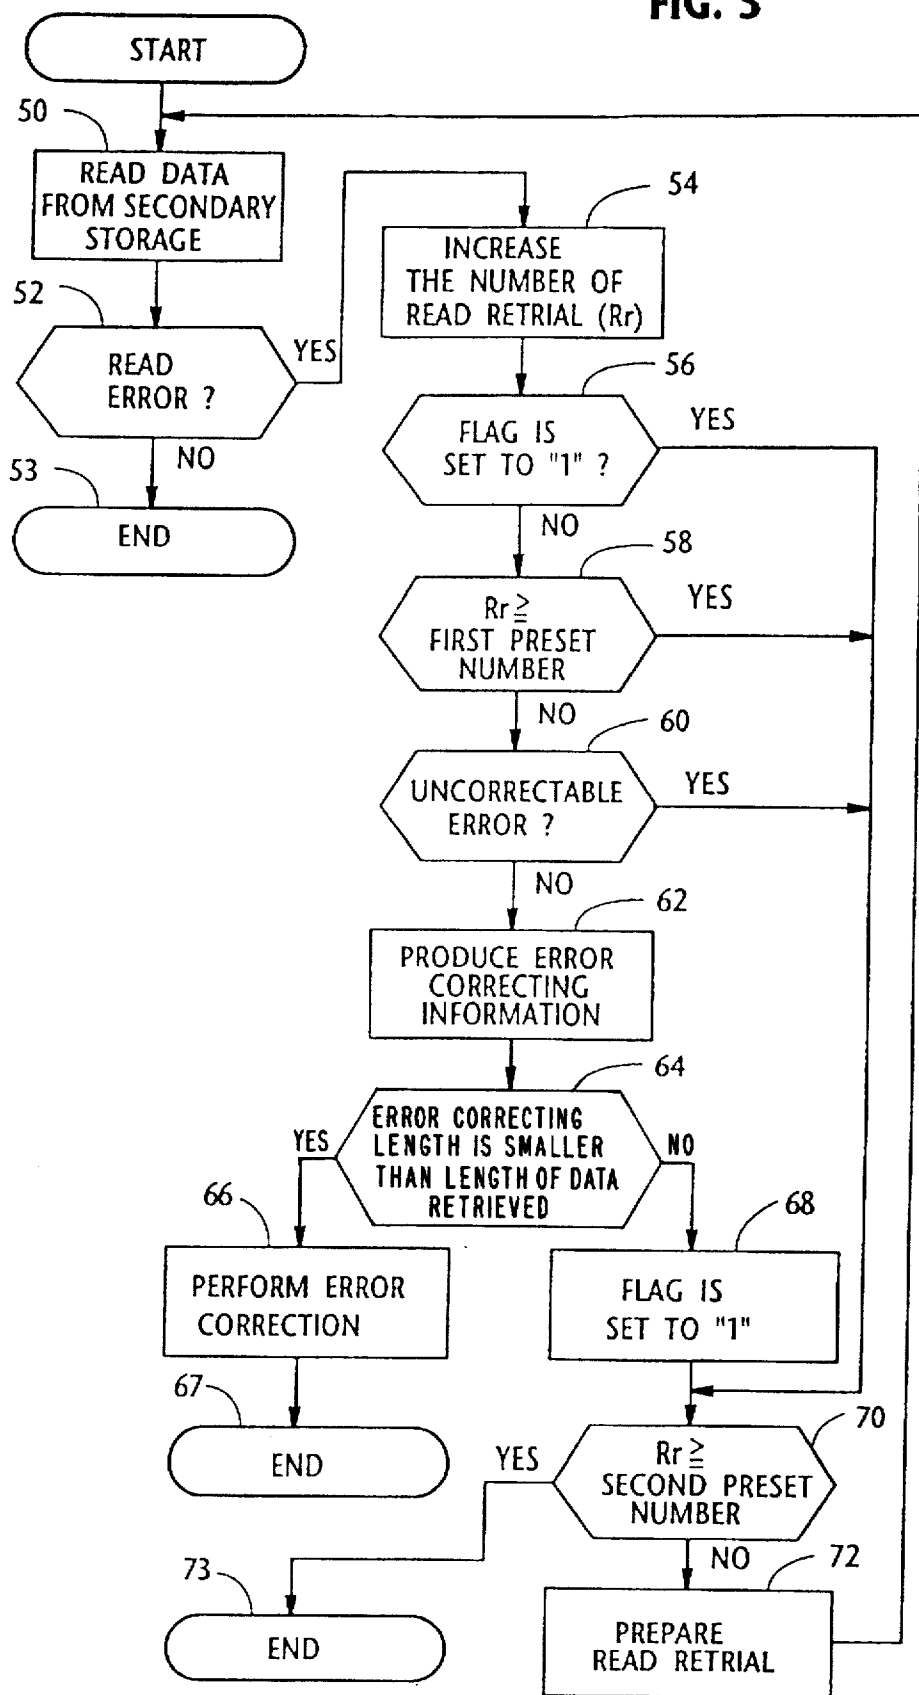 FIG. 5
START
50
READ DATA
FROM SECONDARY
STORAGE
52
READ
ERROR ?
YES
NO
53
END
54
INCREASE
THE NUMBER OF
READ RETRIAL (Rr)
56
FLAG IS
SET TO "1" ?
YES
NO
58
Rr ≧
FIRST PRESET
NUMBER
YES
NO
60
UNCORRECTABLE
ERROR ?
YES
NO
62
PRODUCE ERROR
CORRECTING
INFORMATION
64
ERROR CORRECTING
LENGTH IS SMALLER
THAN LENGTH OF DATA
RETRIEVED
YES
NO
66
PERFORM ERROR
CORRECTION
67
END
68
FLAG IS
SET TO "1"
70
Rr ≧
SECOND PRESET
NUMBER
YES
NO
73
END
72
PREPARE
READ RETRIAL